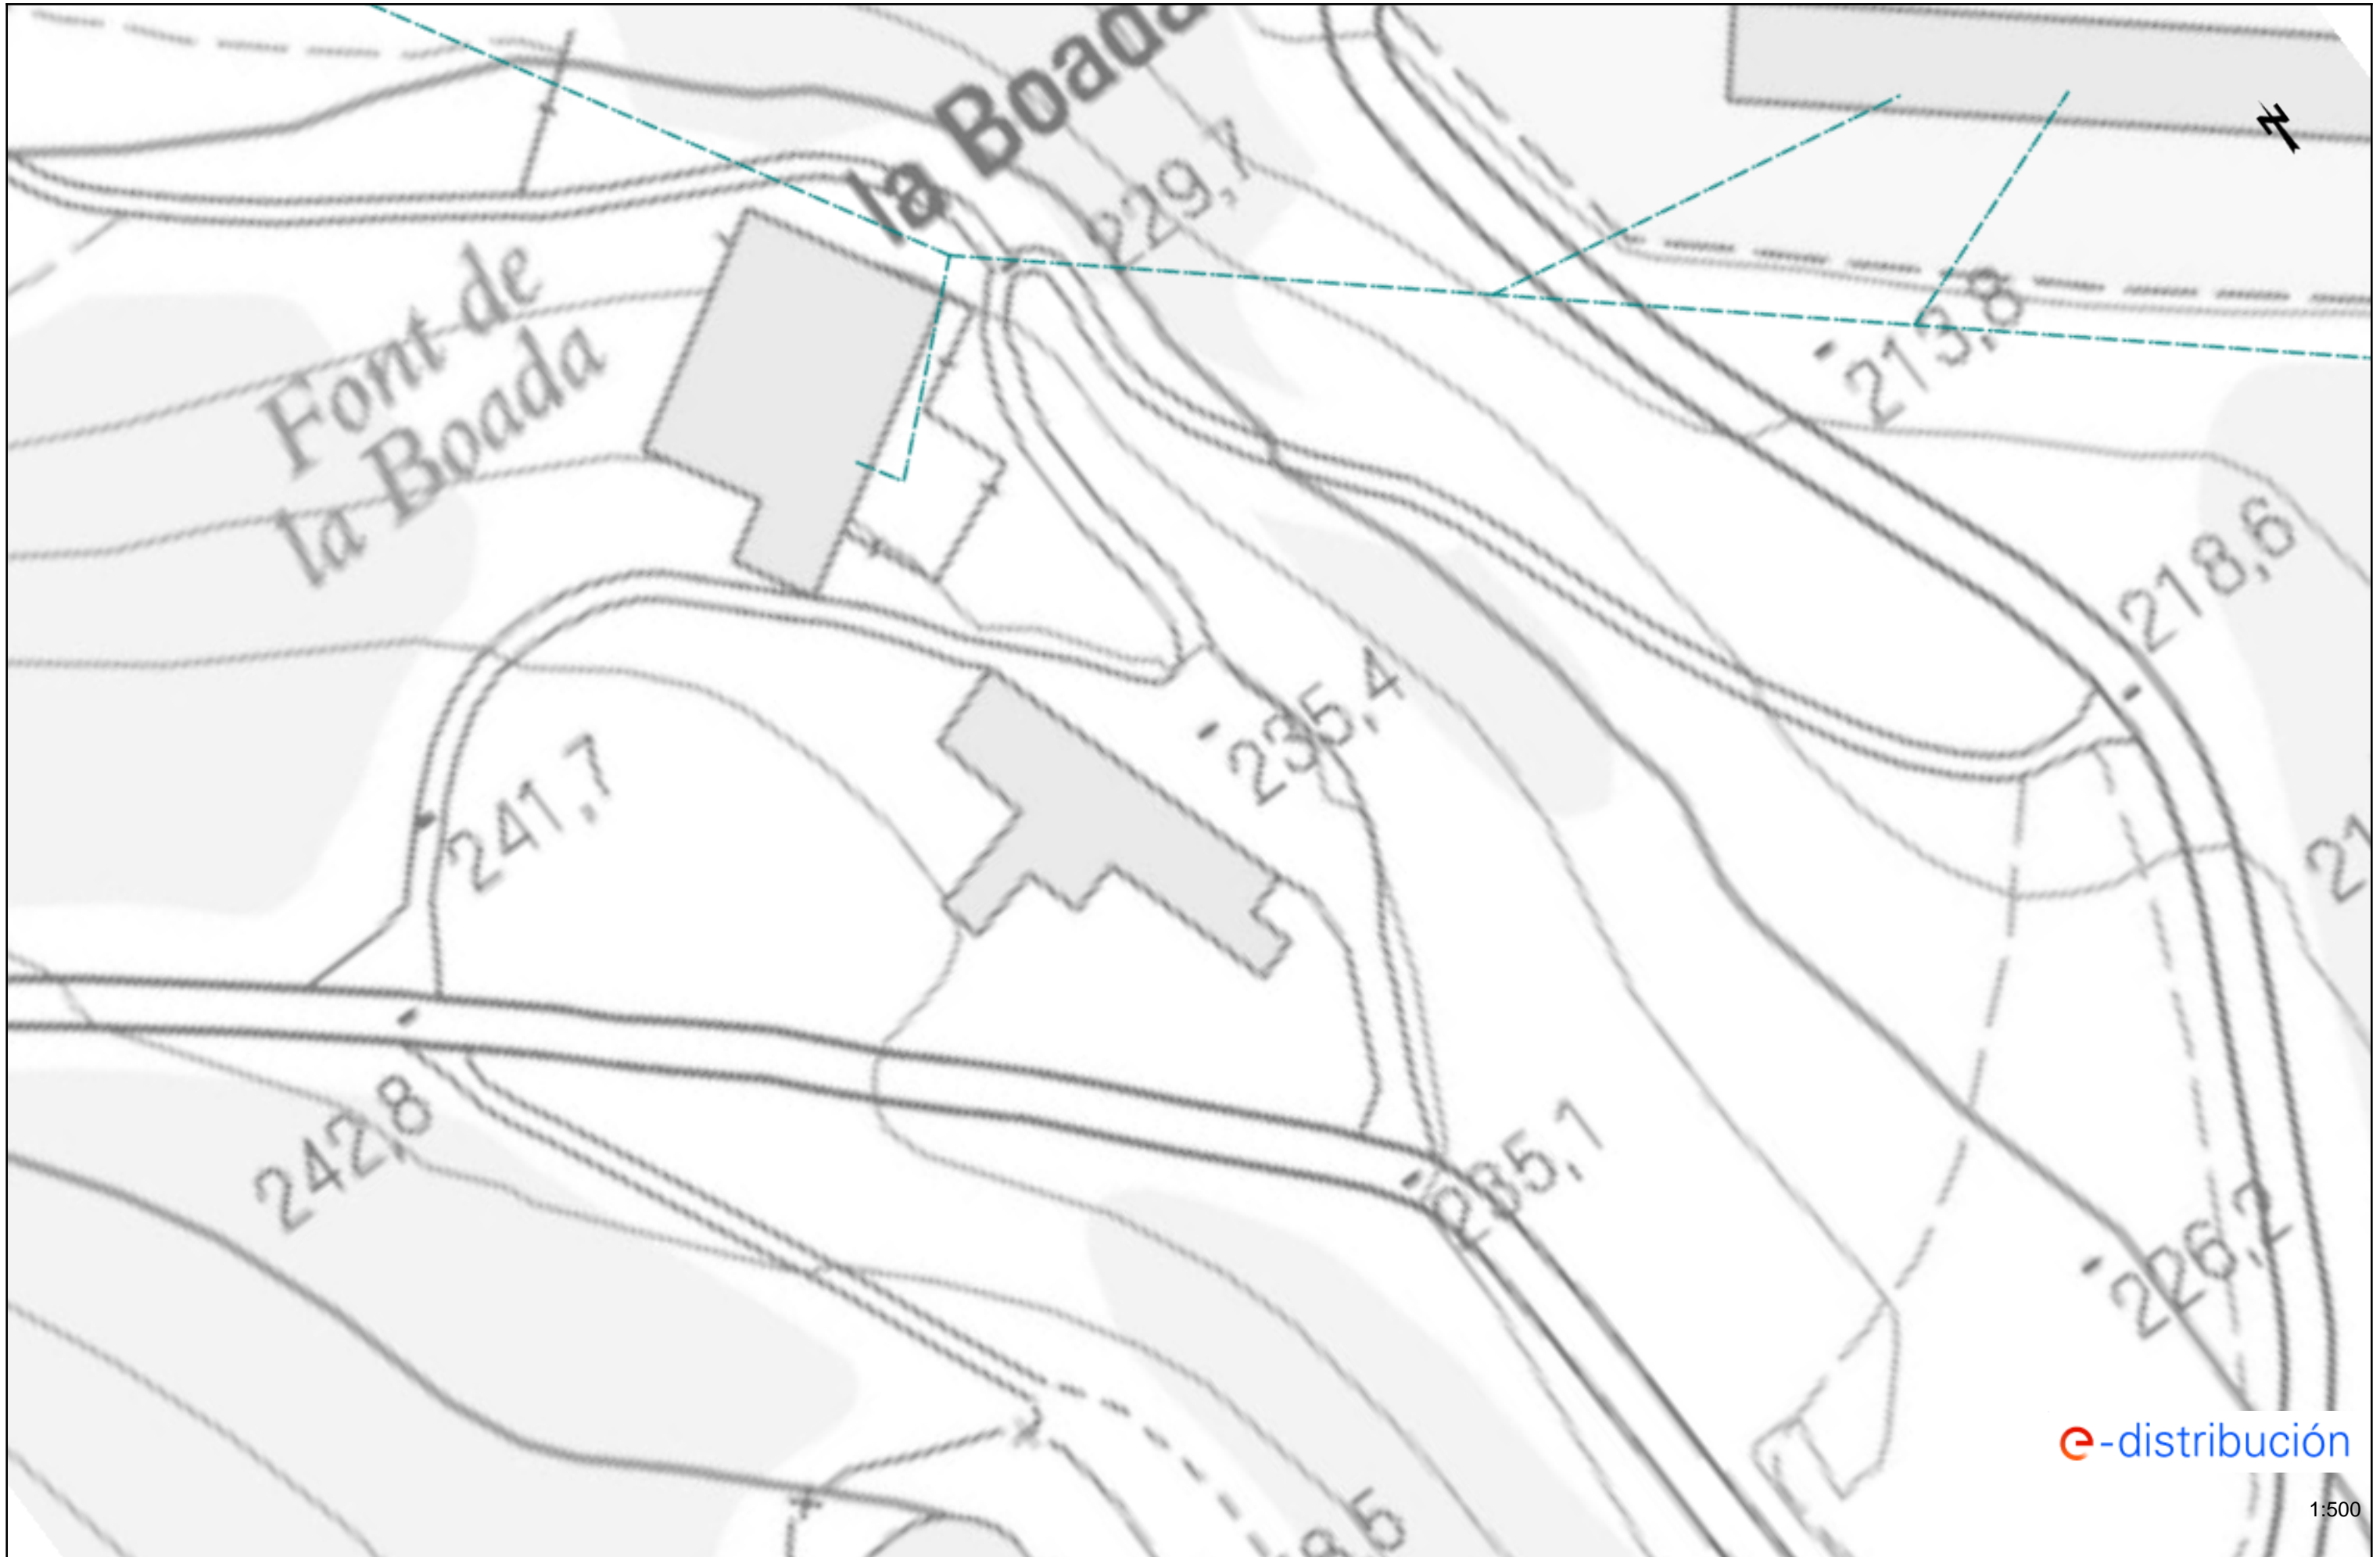 la Boada
229,7
Font de
la Boada
213,8
218,6
235,4
241,7
242,8
235,1
226,2
e-distribución
1:500